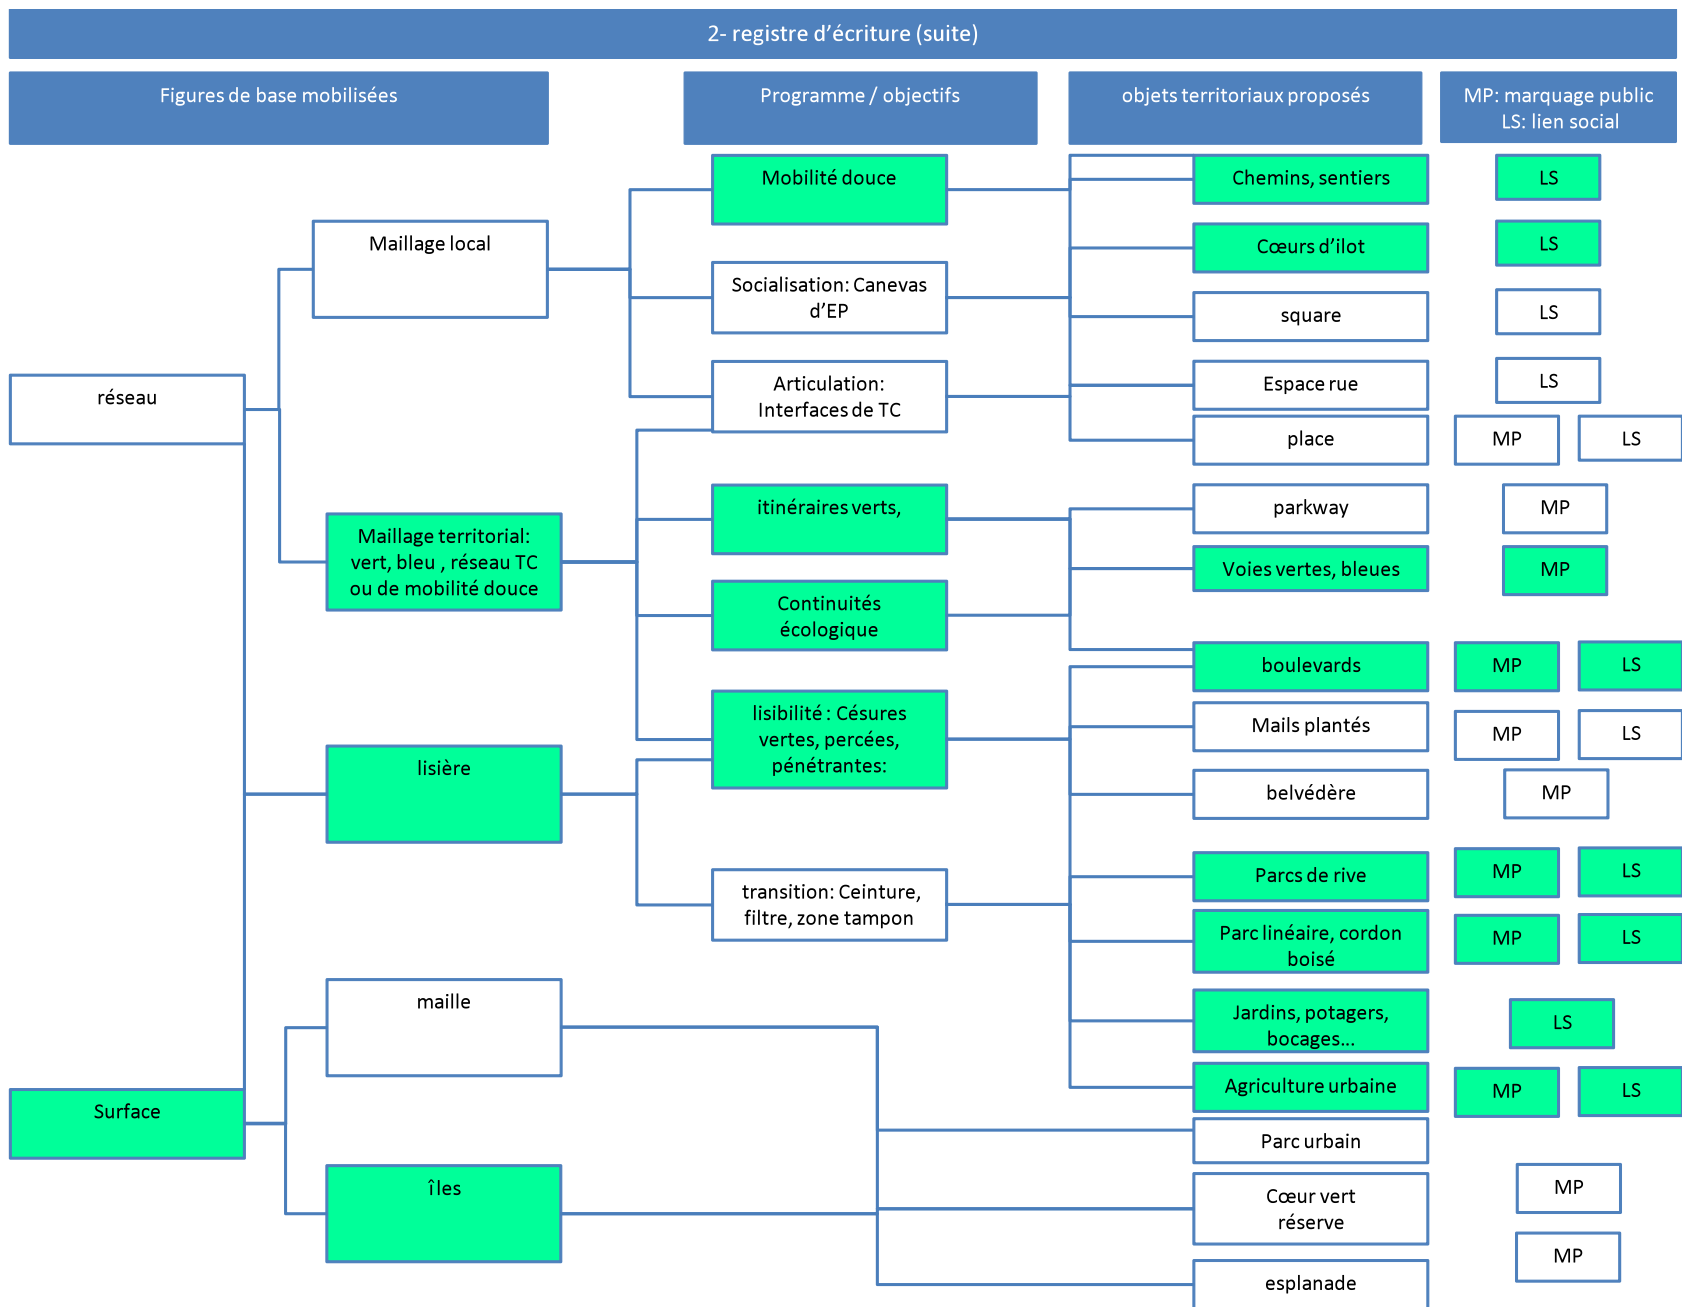 2- registre d’écriture (suite)
Figures de base mobilisées
Programme / objectifs
objets territoriaux proposés
MP: marquage public
LS: lien social
Mobilité douce
Chemins, sentiers
LS
Maillage local
Cœurs d’ilot
LS
Socialisation: Canevas
d’EP
square
LS
réseau
Articulation:
Interfaces de TC
Espace rue
LS
place
MP
LS
itinéraires verts,
parkway
MP
Maillage territorial:
vert, bleu , réseau TC
ou de mobilité douce
Voies vertes, bleues
MP
Continuités
écologique
boulevards
MP
LS
lisibilité : Césures
vertes, percées,
pénétrantes:
Mails plantés
MP
LS
lisière
belvédère
MP
Parcs de rive
MP
LS
transition: Ceinture,
filtre, zone tampon
Parc linéaire, cordon
boisé
MP
LS
maille
Jardins, potagers,
bocages...
LS
Surface
Agriculture urbaine
MP
LS
Parc urbain
îles
Cœur vert
réserve
MP
MP
esplanade